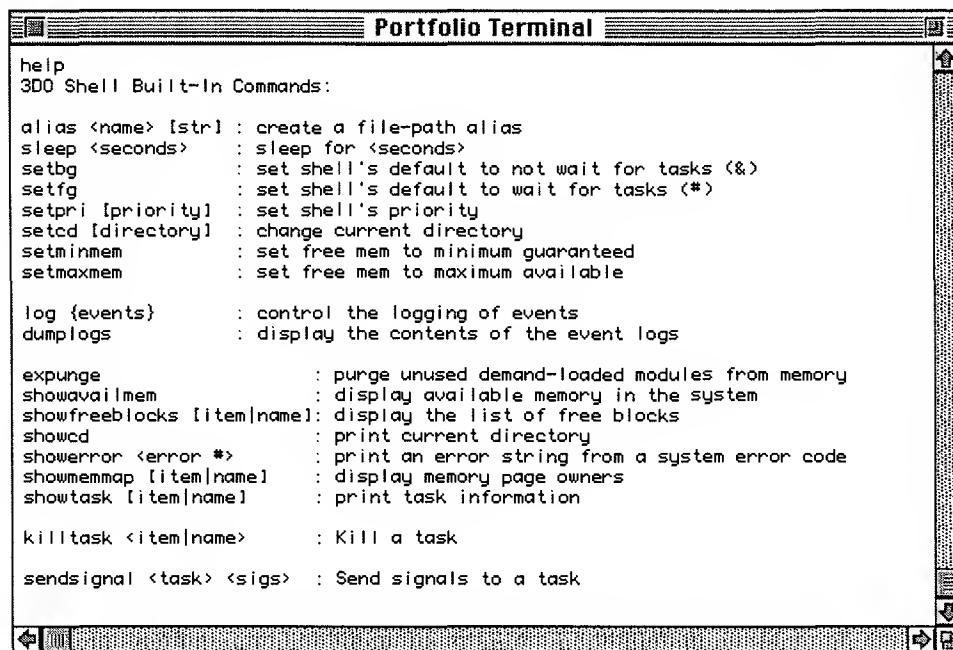 Portfolio Terminal
help
3DO Shell Built-In Commands:
alias <name> [str] : create a file-path alias
sleep <seconds> : sleep for <seconds>
setbg : set shell's default to not wait for tasks (&)
setfg : set shell's default to wait for tasks (#)
setpri [priority] : set shell's priority
setcd [directory] : change current directory
setminmem : set free mem to minimum guaranteed
setmaxmem : set free mem to maximum available
log {events} : control the logging of events
dumplogs : display the contents of the event logs
expunge : purge unused demand-loaded modules from memory
showavailmem : display available memory in the system
showfreeblocks [item|name]: display the list of free blocks
showcd : print current directory
showerror <error #> : print an error string from a system error code
showmemmap [item|name] : display memory page owners
showtask [item|name] : print task information
killtask <item|name> : Kill a task
sendsignal <task> <sigs> : Send signals to a task